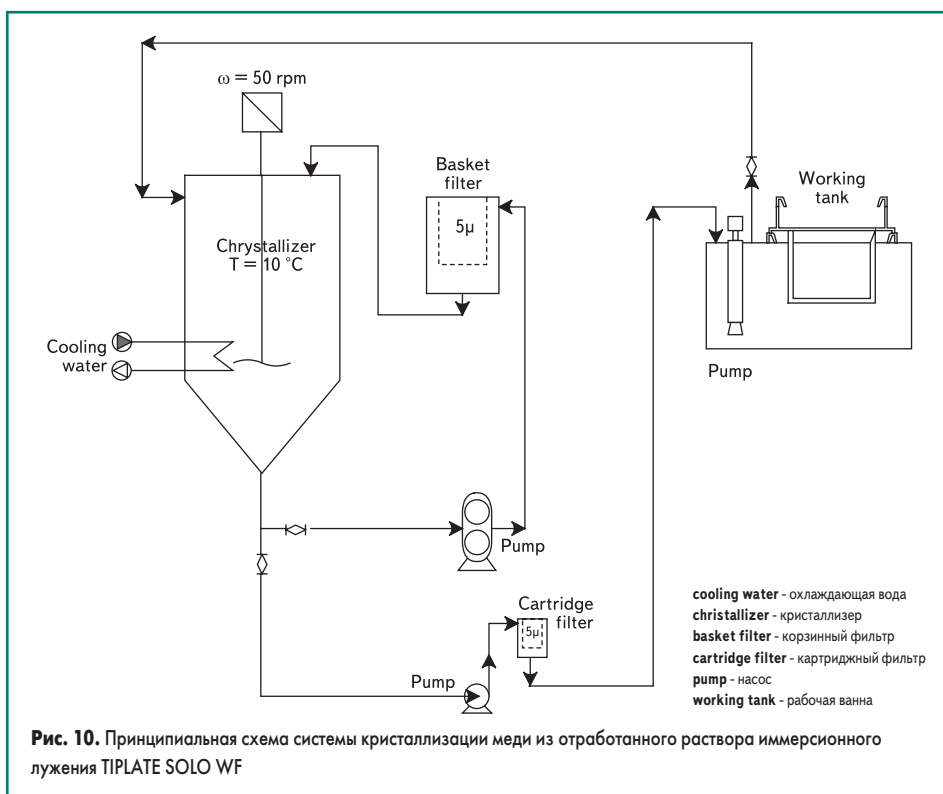 ω = 50 rpm
Basket
filter
5µ
Working
tank
Chrystallizer
T = 10 °C
Cooling
water
Pump
Pump
Cartridge
filter
5µ
Pump
cooling water - охлаждающая вода
christallizer - кристаллизер
basket filter - корзинный фильтр
cartridge filter - картриджный фильтр
pump - насос
working tank - рабочая ванна
Рис. 10. Принципиальная схема системы кристаллизации меди из отработанного раствора иммерсионного
лужения TIPLATE SOLO WF